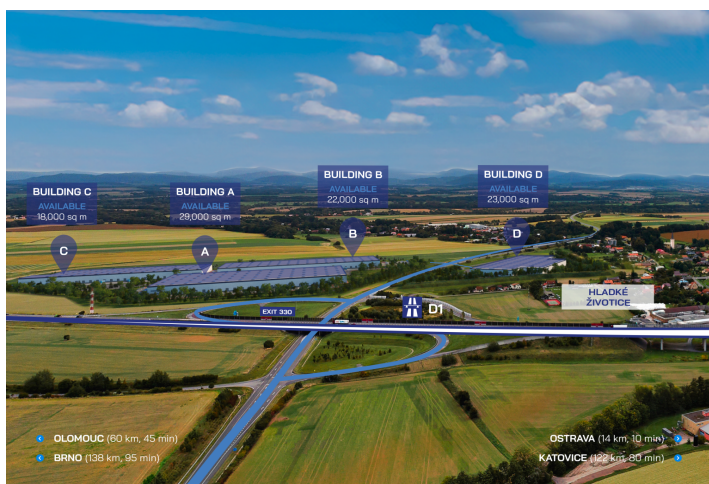 BUILDING C
AVAILABLE
18,000 sq m
BUILDING A
AVAILABLE
29,000 sq m
BUILDING B
AVAILABLE
22,000 sq m
BUILDING D
AVAILABLE
23,000 sq m
C
A
B
D
EXIT 330
D1
HLADKÉ
ŽIVOTICE
OLOMOUC (60 km, 45 min)
BRNO (138 km, 95 min)
OSTRAVA (14 km, 10 min)
KATOVICE (122 km, 80 min)